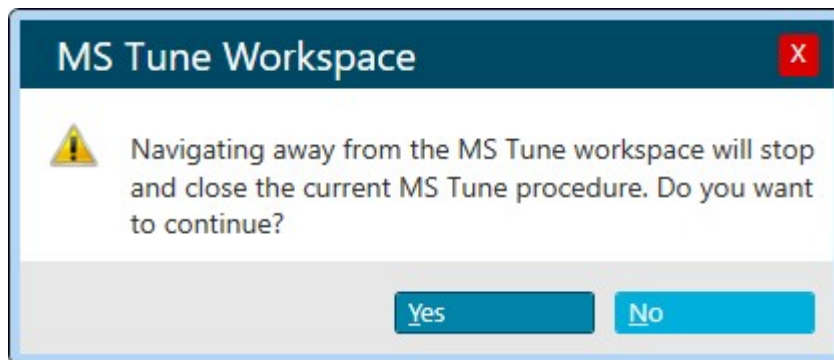 MS Tune Workspace
X
Navigating away from the MS Tune workspace will stop
and close the current MS Tune procedure. Do you want
to continue?
Yes
No